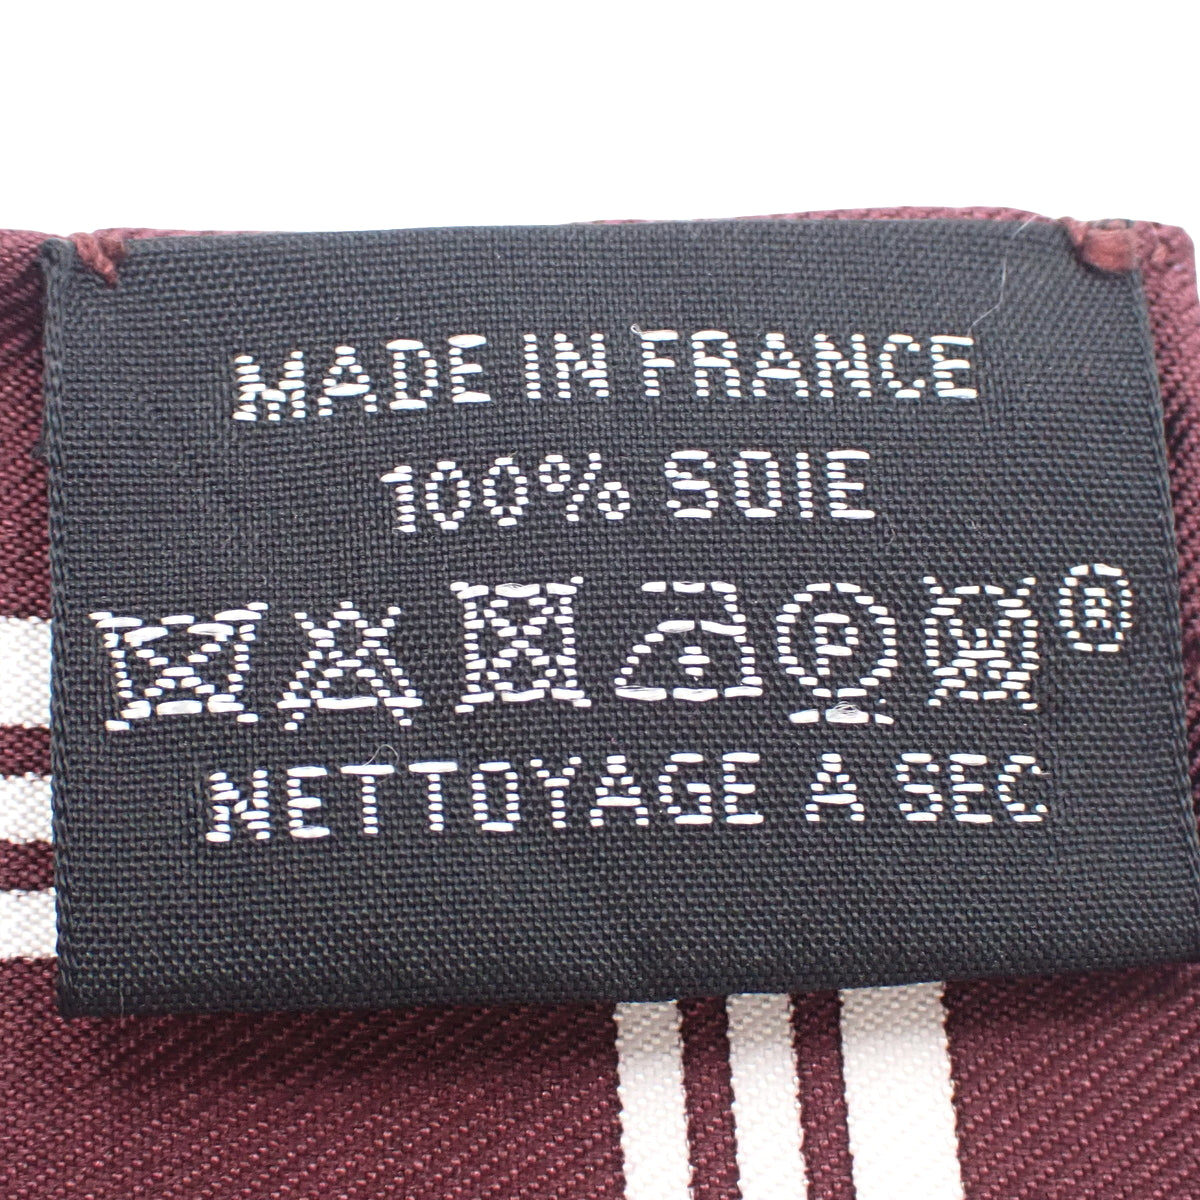 MADE IN FRANCE
100% SOIE
P W ®
NETTOYAGE A SEC